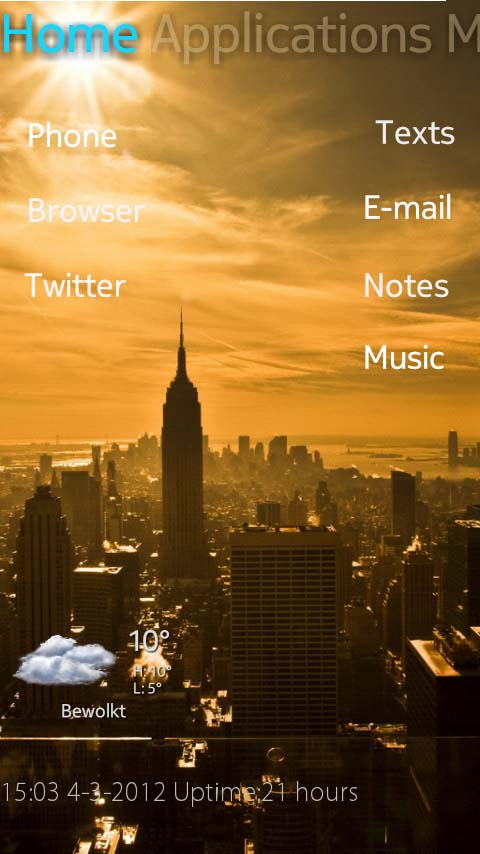 Home Applications M
Phone Texts
Browser E-mail
Twitter Notes
Music
10°
H: 10°
L: 5°
Bewolkt
15:03 4-3-2012 Uptime:21 hours